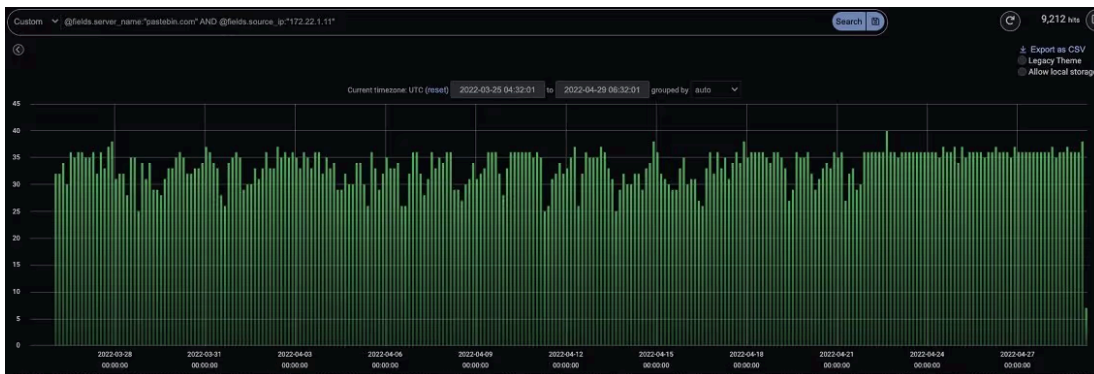 Custom @fields.server_name:"pastebin.com" AND @fields.source_ip:"172.22.1.11" Search 9,212 hits
Export as CSV
Legacy Theme
Allow local storage
Current timezone: UTC (reset) 2022-03-25 04:32:01 to 2022-04-29 06:32:01 grouped by auto
45
40
35
30
25
20
15
10
5
0
2022-03-28 2022-03-31 2022-04-03 2022-04-06 2022-04-09 2022-04-12 2022-04-15 2022-04-18 2022-04-21 2022-04-24 2022-04-27
00:00:00 00:00:00 00:00:00 00:00:00 00:00:00 00:00:00 00:00:00 00:00:00 00:00:00 00:00:00 00:00:00